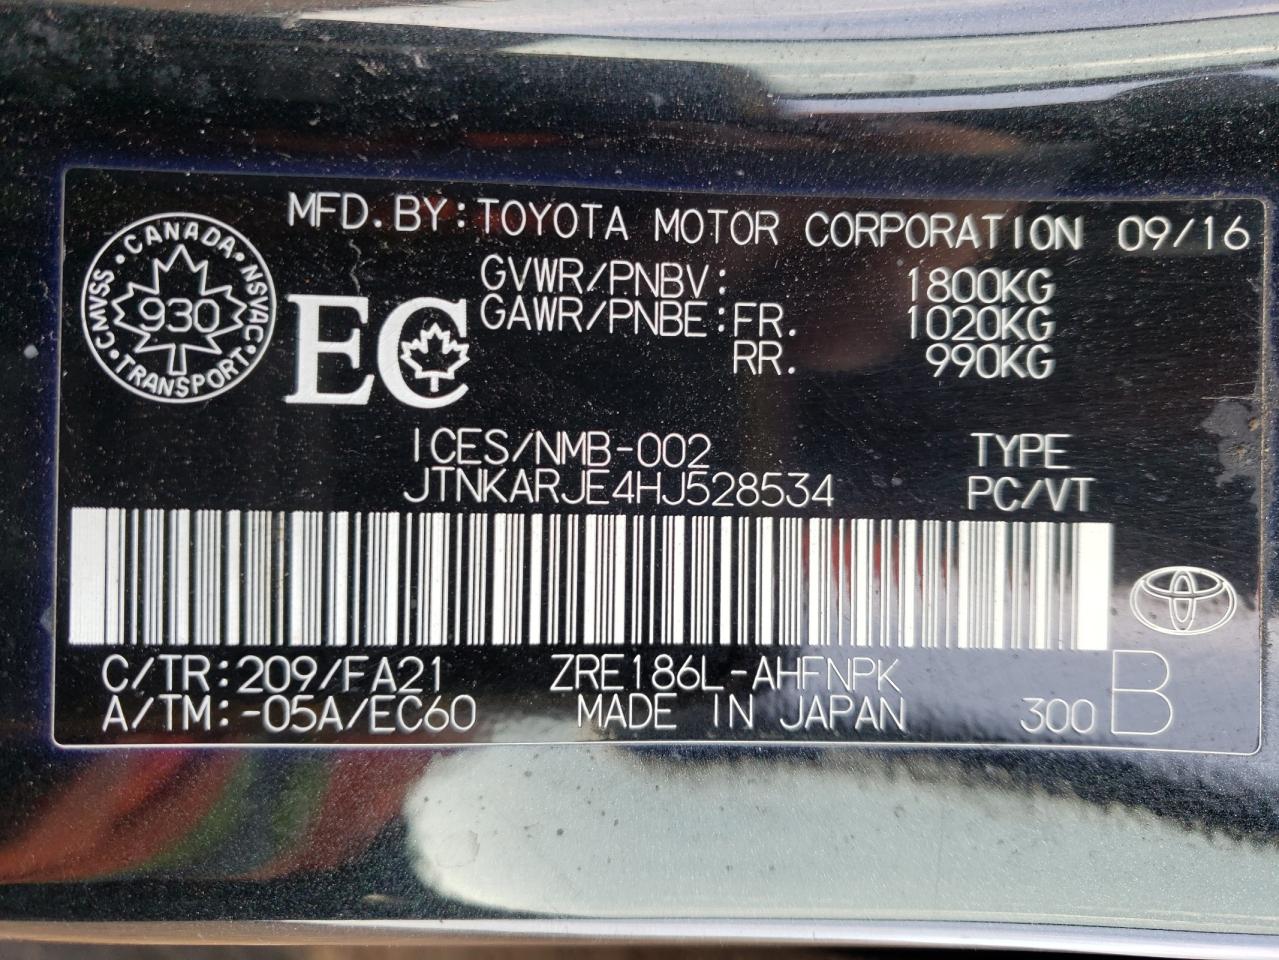 MFD.BY:TOYOTA MOTOR CORPORATION 09/16
CANADA · NSVAC · TRANSPORT · CMVSS ·
930
EC
GVWR/PNBV: 1800KG
GAWR/PNBE:FR. 1020KG
RR. 990KG
ICES/NMB-002 TYPE
JTNKARJE4HJ528534 PC/VT
C/TR:209/FA21 ZRE186L-AHFNPK
A/TM:-05A/EC60 MADE IN JAPAN 300 B